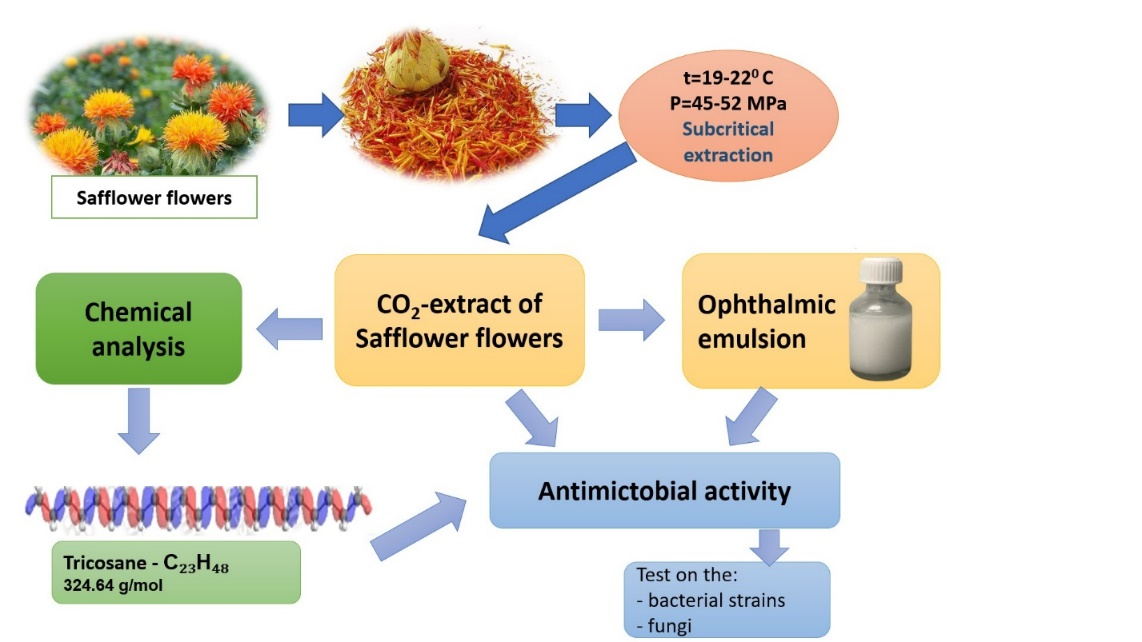 t=19-22⁰ C
P=45-52 MPa
Subcritical
extraction
Safflower flowers
Chemical
analysis
CO₂-extract of
Safflower flowers
Ophthalmic
emulsion
Antimictobial activity
Tricosane - C₂₃H₄₈
324.64 g/mol
Test on the:
- bacterial strains
- fungi